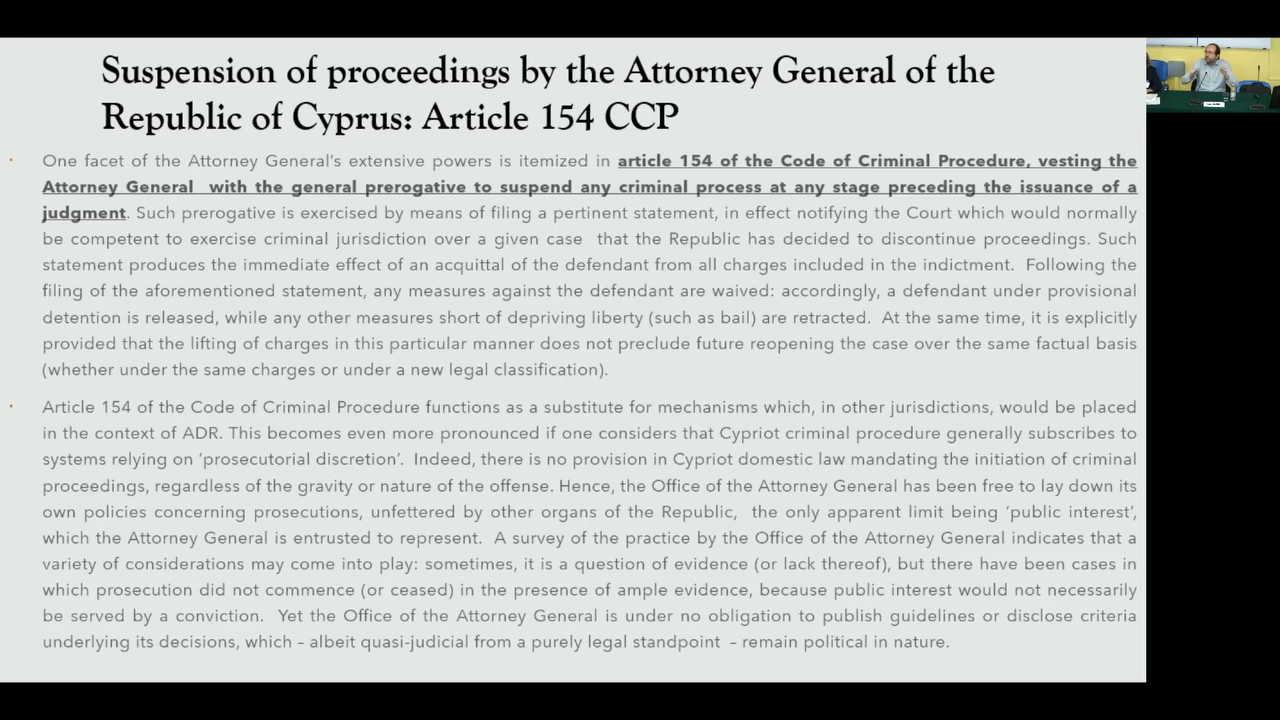 Suspension of proceedings by the Attorney General of the
Republic of Cyprus: Article 154 CCP
One facet of the Attorney General's extensive powers is itemized in article 154 of the Code of Criminal Procedure, vesting the
Attorney General with the general prerogative to suspend any criminal process at any stage preceding the issuance of a
judgment. Such prerogative is exercised by means of filing a pertinent statement, in effect notifying the Court which would normally
be competent to exercise criminal jurisdiction over a given case that the Republic has decided to discontinue proceedings. Such
statement produces the immediate effect of an acquittal of the defendant from all charges included in the indictment. Following the
filing of the aforementioned statement, any measures against the defendant are waived: accordingly, a defendant under provisional
detention is released, while any other measures short of depriving liberty (such as bail) are retracted. At the same time, it is explicitly
provided that the lifting of charges in this particular manner does not preclude future reopening the case over the same factual basis
(whether under the same charges or under a new legal classification).
Article 154 of the Code of Criminal Procedure functions as a substitute for mechanisms which, in other jurisdictions, would be placed
in the context of ADR. This becomes even more pronounced if one considers that Cypriot criminal procedure generally subscribes to
systems relying on 'prosecutorial discretion'. Indeed, there is no provision in Cypriot domestic law mandating the initiation of criminal
proceedings, regardless of the gravity or nature of the offense. Hence, the Office of the Attorney General has been free to lay down its
own policies concerning prosecutions, unfettered by other organs of the Republic, the only apparent limit being 'public interest',
which the Attorney General is entrusted to represent. A survey of the practice by the Office of the Attorney General indicates that a
variety of considerations may come into play: sometimes, it is a question of evidence (or lack thereof), but there have been cases in
which prosecution did not commence (or ceased) in the presence of ample evidence, because public interest would not necessarily
be served by a conviction. Yet the Office of the Attorney General is under no obligation to publish guidelines or disclose criteria
underlying its decisions, which – albeit quasi-judicial from a purely legal standpoint – remain political in nature.